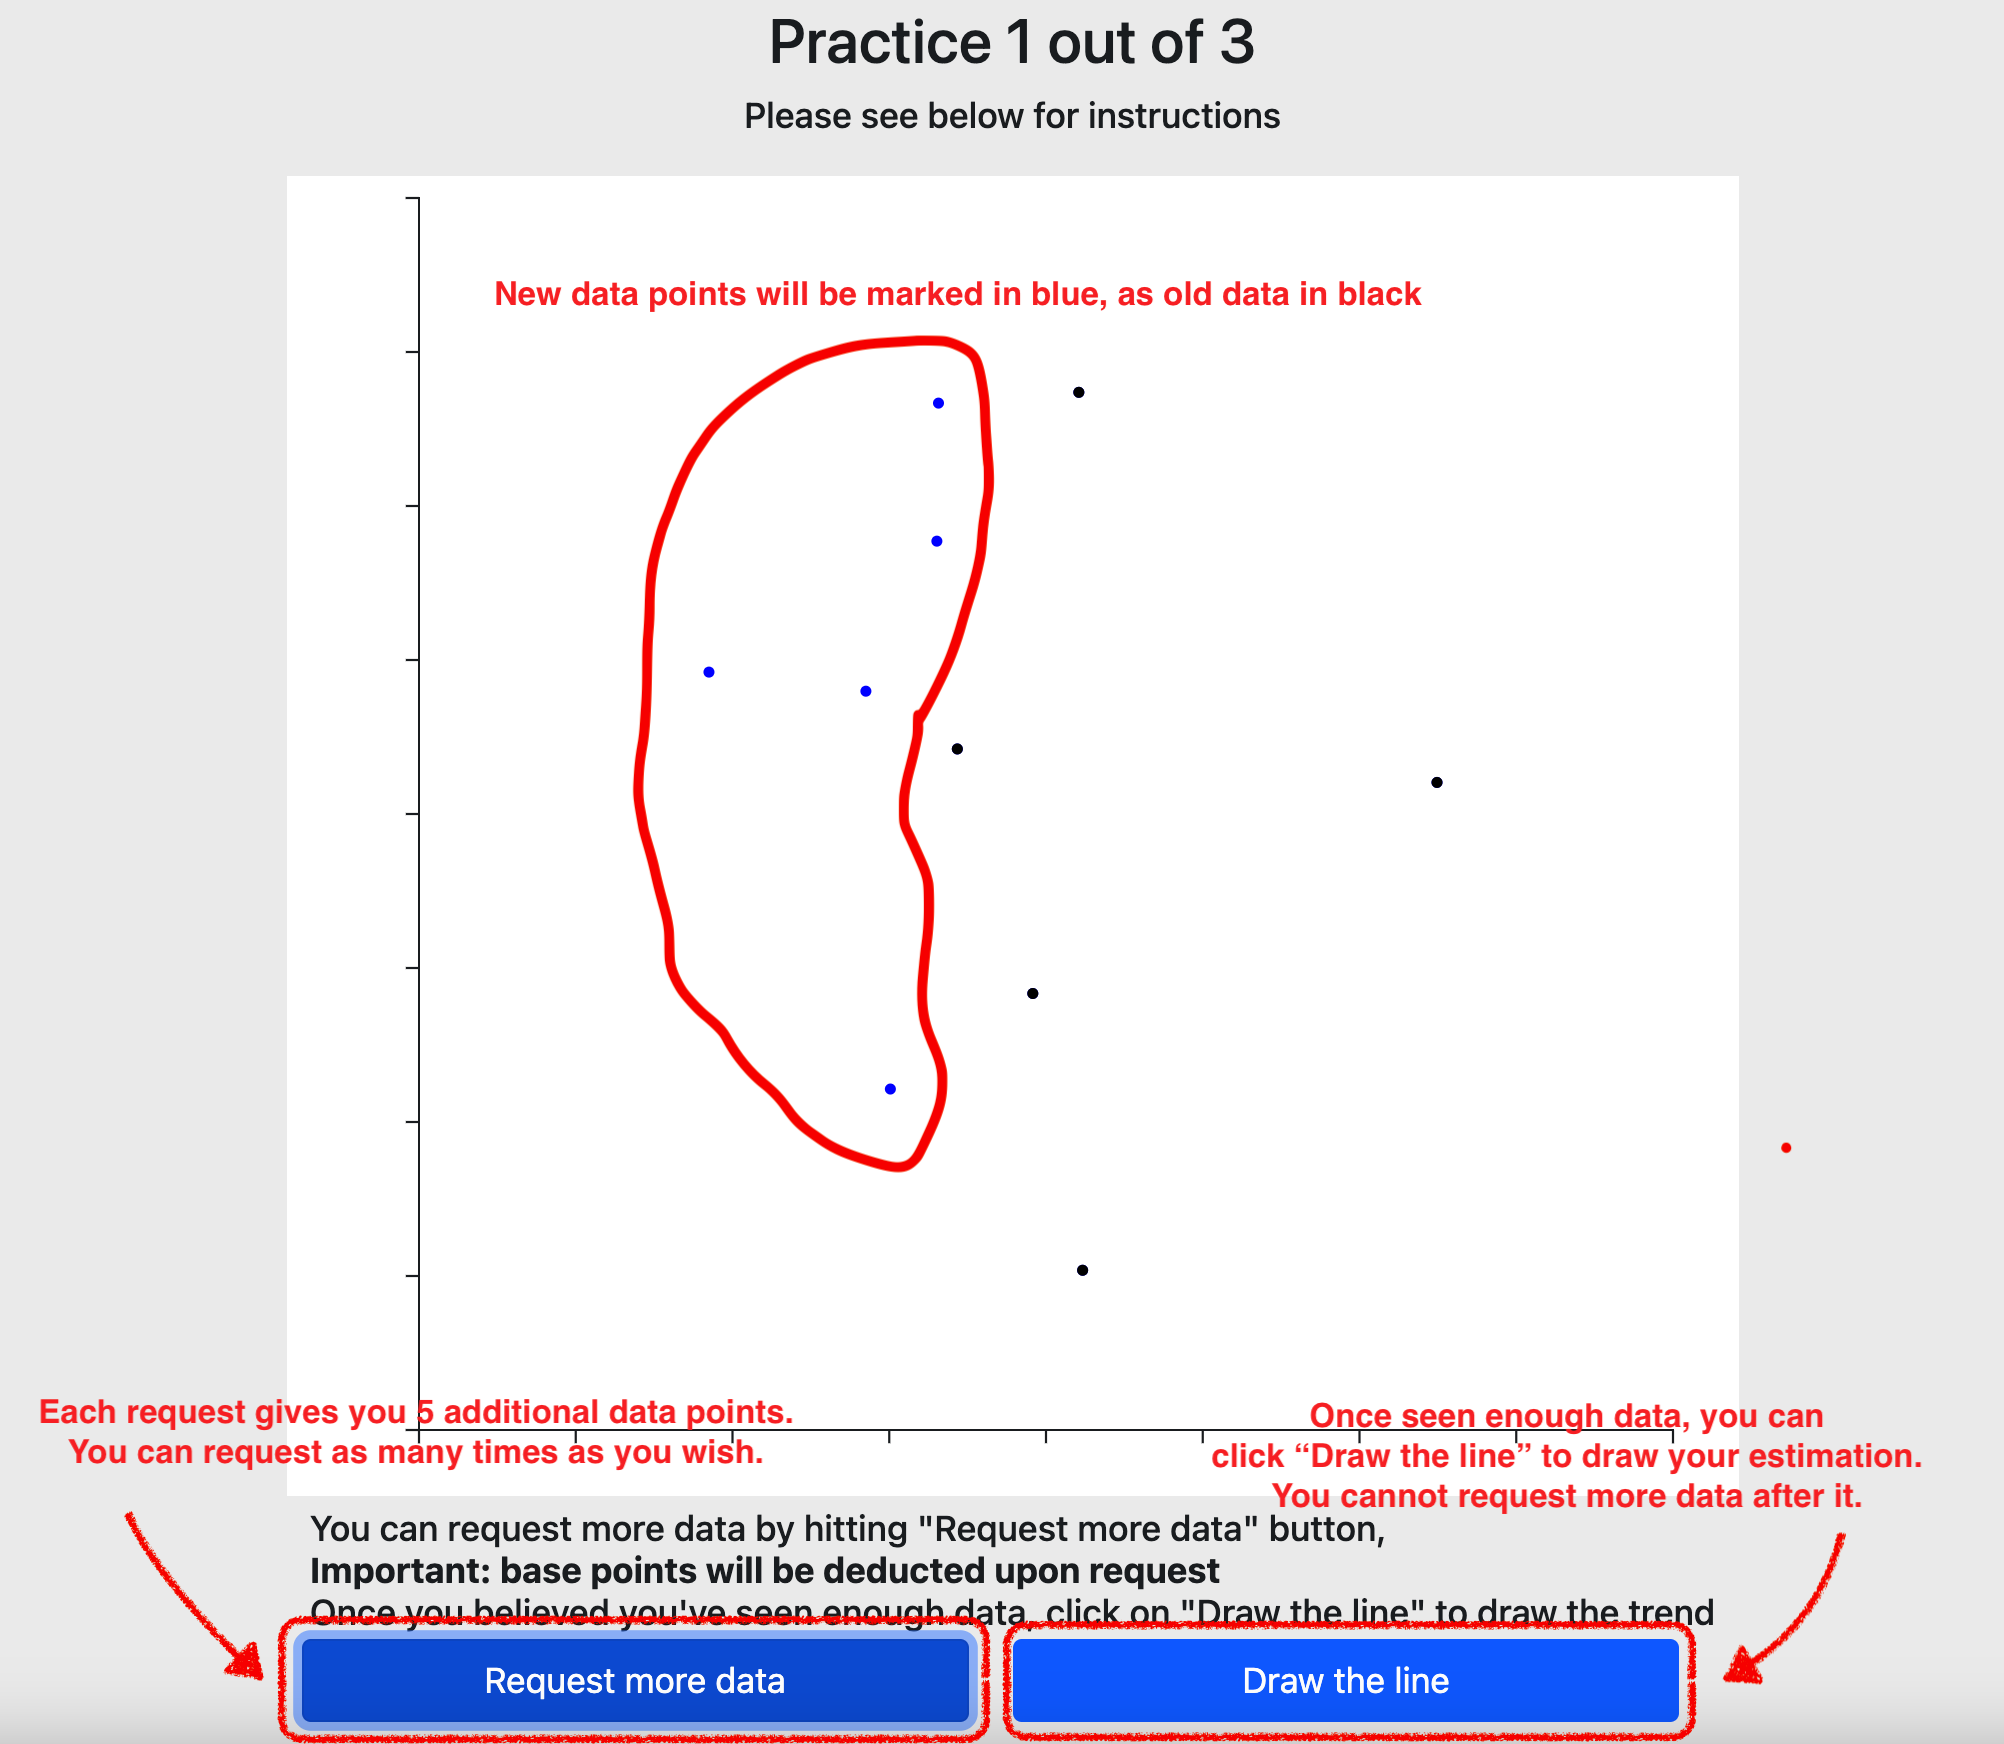 Practice 1 out of 3
Please see below for instructions
New data points will be marked in blue, as old data in black
Each request gives you 5 additional data points.
You can request as many times as you wish.
Once seen enough data, you can
click “Draw the line” to draw your estimation.
You cannot request more data after it.
You can request more data by hitting "Request more data" button,
Important: base points will be deducted upon request
Once you believed you've seen enough data, click on "Draw the line" to draw the trend
Request more data
Draw the line